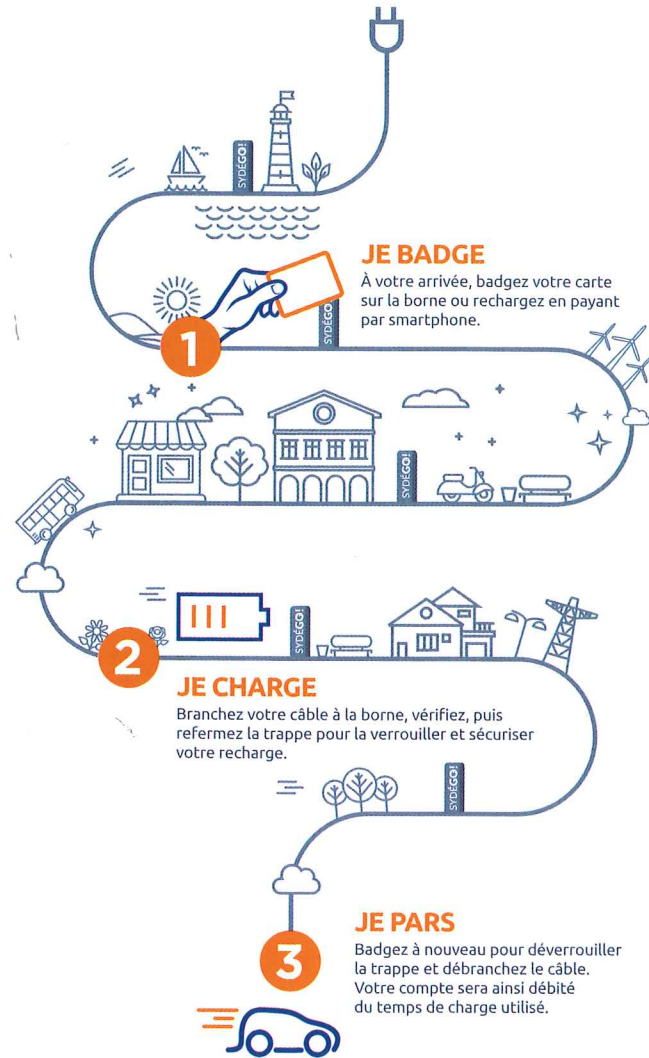 SYDÉGO!
JE BADGE
À votre arrivée, badgez votre carte
sur la borne ou rechargez en payant
par smartphone.
SYDÉGO!
1
SYDÉGO!
SYDÉGO!
2
JE CHARGE
Branchez votre câble à la borne, vérifiez, puis
refermez la trappe pour la verrouiller et sécuriser
votre recharge.
SYDÉGO!
3
JE PARS
Badgez à nouveau pour déverrouiller
la trappe et débranchez le câble.
Votre compte sera ainsi débité
du temps de charge utilisé.